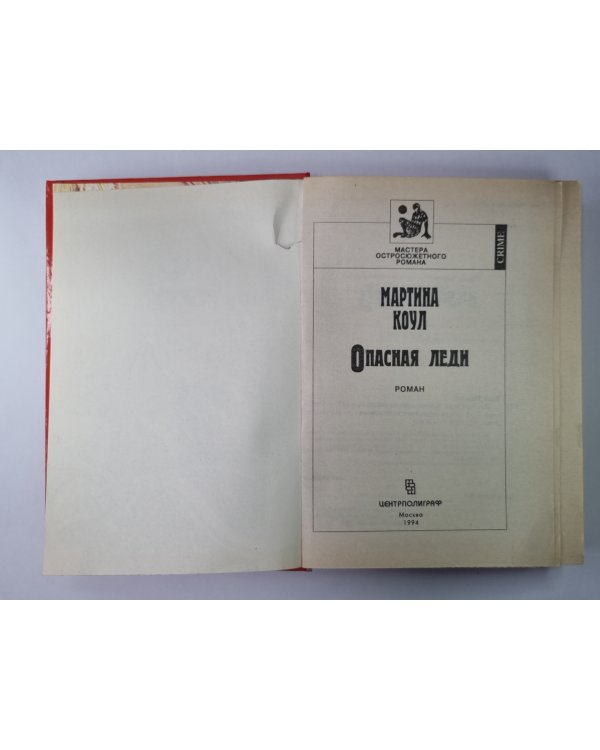 МАСТЕРА
ОСТРОСЮЖЕТНОГО
РОМАНА
CRIME
МАРТИНА
КОУЛ
ОПАСНАЯ ЛЕДИ
РОМАН
ЦЕНТРПОЛИГРАФ
Москва
1994